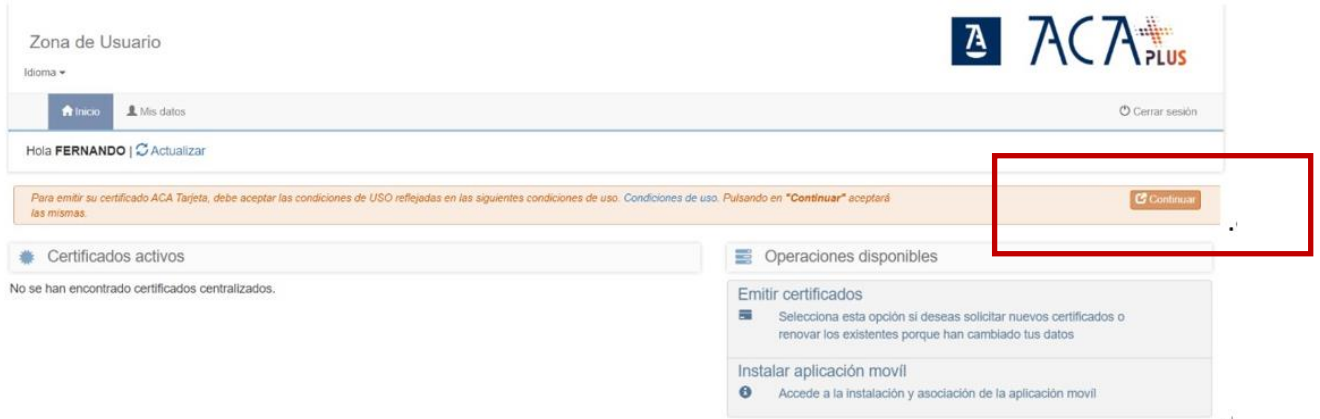 Zona de Usuario
ACA PLUS
Idioma
Inicio
Mis datos
Cerrar sesión
Hola FERNANDO | Actualizar
Para emitir su certificado ACA Tarjeta, debe aceptar las condiciones de USO reflejadas en las siguientes condiciones de uso. Condiciones de uso. Pulsando en "Continuar" aceptará
las mismas.
Continuar
Certificados activos
No se han encontrado certificados centralizados.
Operaciones disponibles
Emitir certificados
Selecciona esta opción si deseas solicitar nuevos certificados o
renovar los existentes porque han cambiado tus datos
Instalar aplicación movíl
Accede a la instalación y asociación de la aplicación movíl